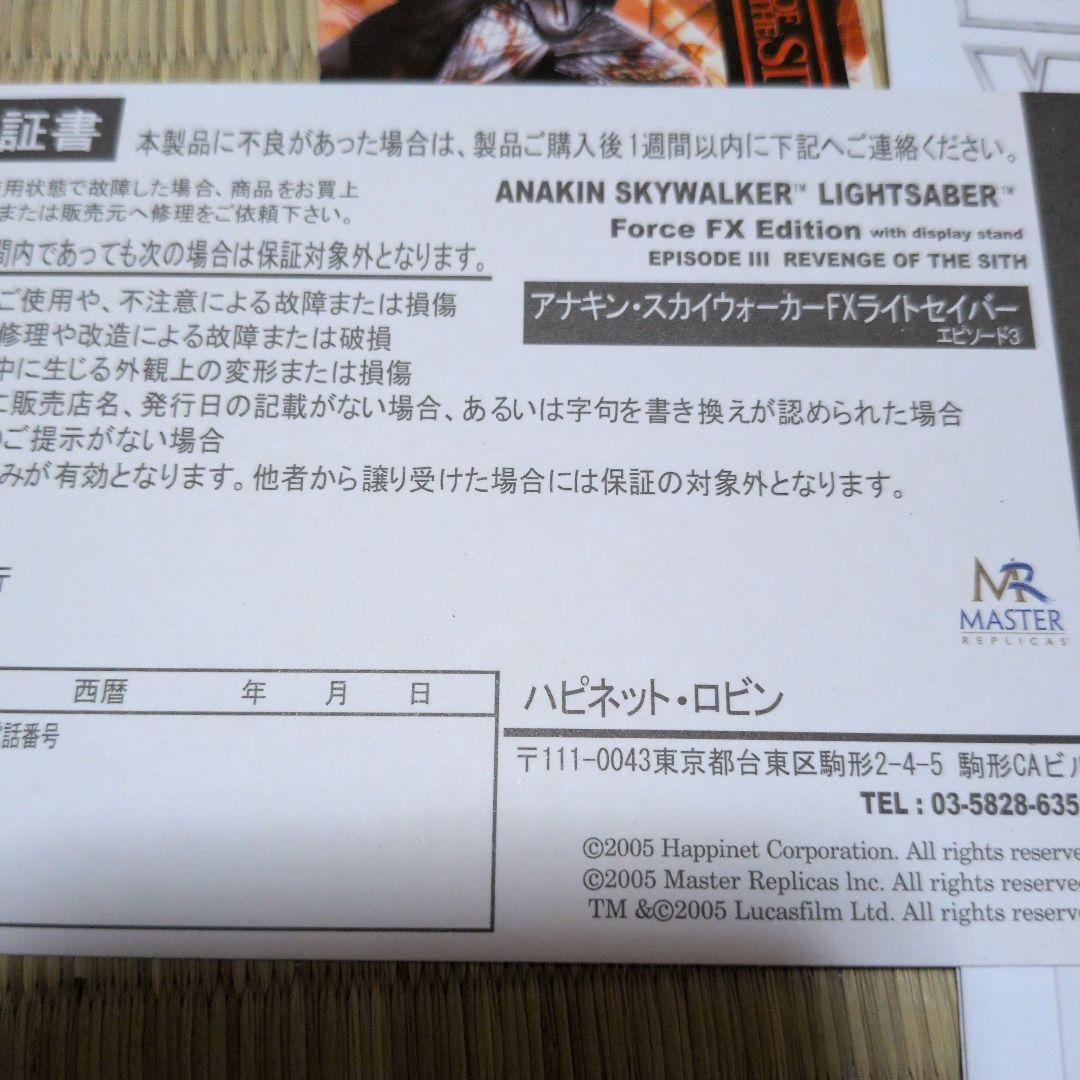 OF
THE
証書
本製品に不良があった場合は、製品ご購入後1週間以内に下記へご連絡ください。
用状態で故障した場合、商品をお買上
または販売元へ修理をご依頼下さい。
間内であっても次の場合は保証対象外となります。
ANAKIN SKYWALKER™ LIGHTSABER™
Force FX Edition with display stand
EPISODE III REVENGE OF THE SITH
アナキン・スカイウォーカーFXライトセイバー
エピソード3
ご使用や、不注意による故障または損傷
修理や改造による故障または破損
中に生じる外観上の変形または損傷
に販売店名、発行日の記載がない場合、あるいは字句を書き換えが認められた場合
のご提示がない場合
みが有効となります。他者から譲り受けた場合には保証の対象外となります。
行
MR
MASTER
REPLICAS
西暦 年 月 日
電話番号
ハピネット・ロビン
〒111-0043東京都台東区駒形2-4-5 駒形CAビル
TEL : 03-5828-635
©2005 Happinet Corporation. All rights reserve
©2005 Master Replicas Inc. All rights reserve
TM &©2005 Lucasfilm Ltd. All rights reserve